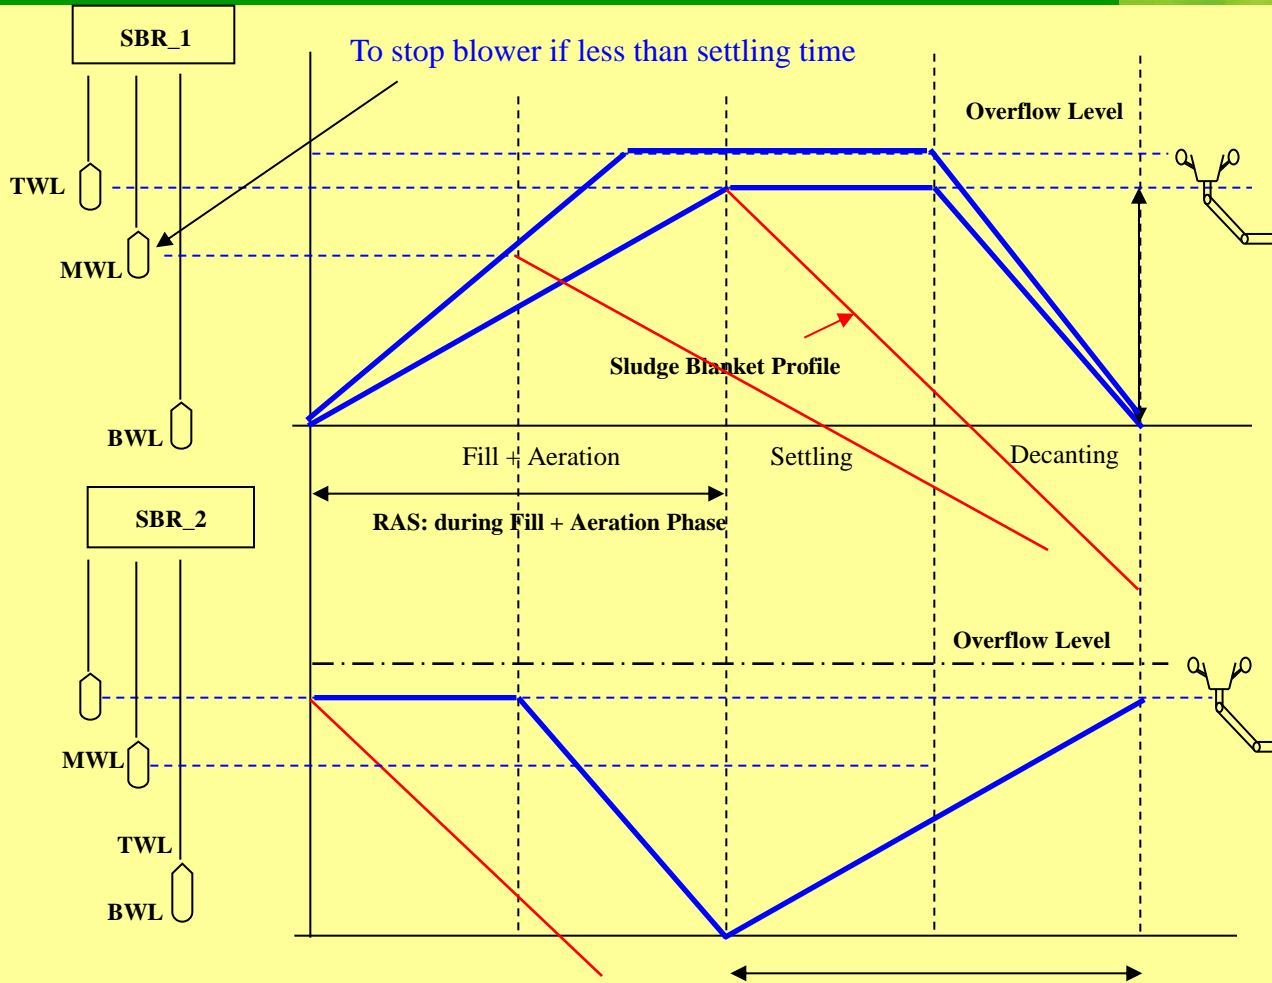 SBR_1
To stop blower if less than settling time
Overflow Level
TWL
MWL
Sludge Blanket Profile
BWL
Fill + Aeration
Settling
Decanting
SBR_2
RAS: during Fill + Aeration Phase
Overflow Level
MWL
TWL
BWL